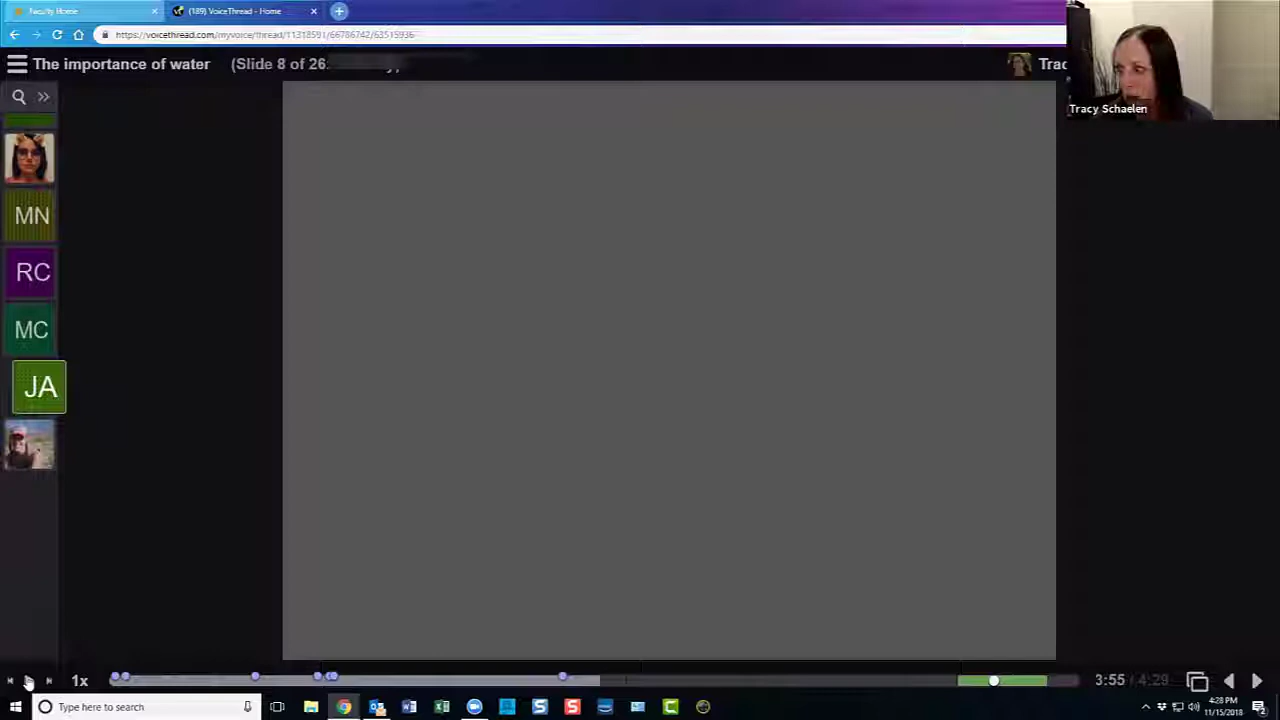 Faculty Home
(189) VoiceThread - Home
https://voicethread.com/myvoice/thread/11318591/66786742/63515936
The importance of water
(Slide 8 of 26
Trac
Tracy Schaelen
MN
RC
MC
JA
1x
3:55 / 4:29
Type here to search
4:28 PM
11/15/2018